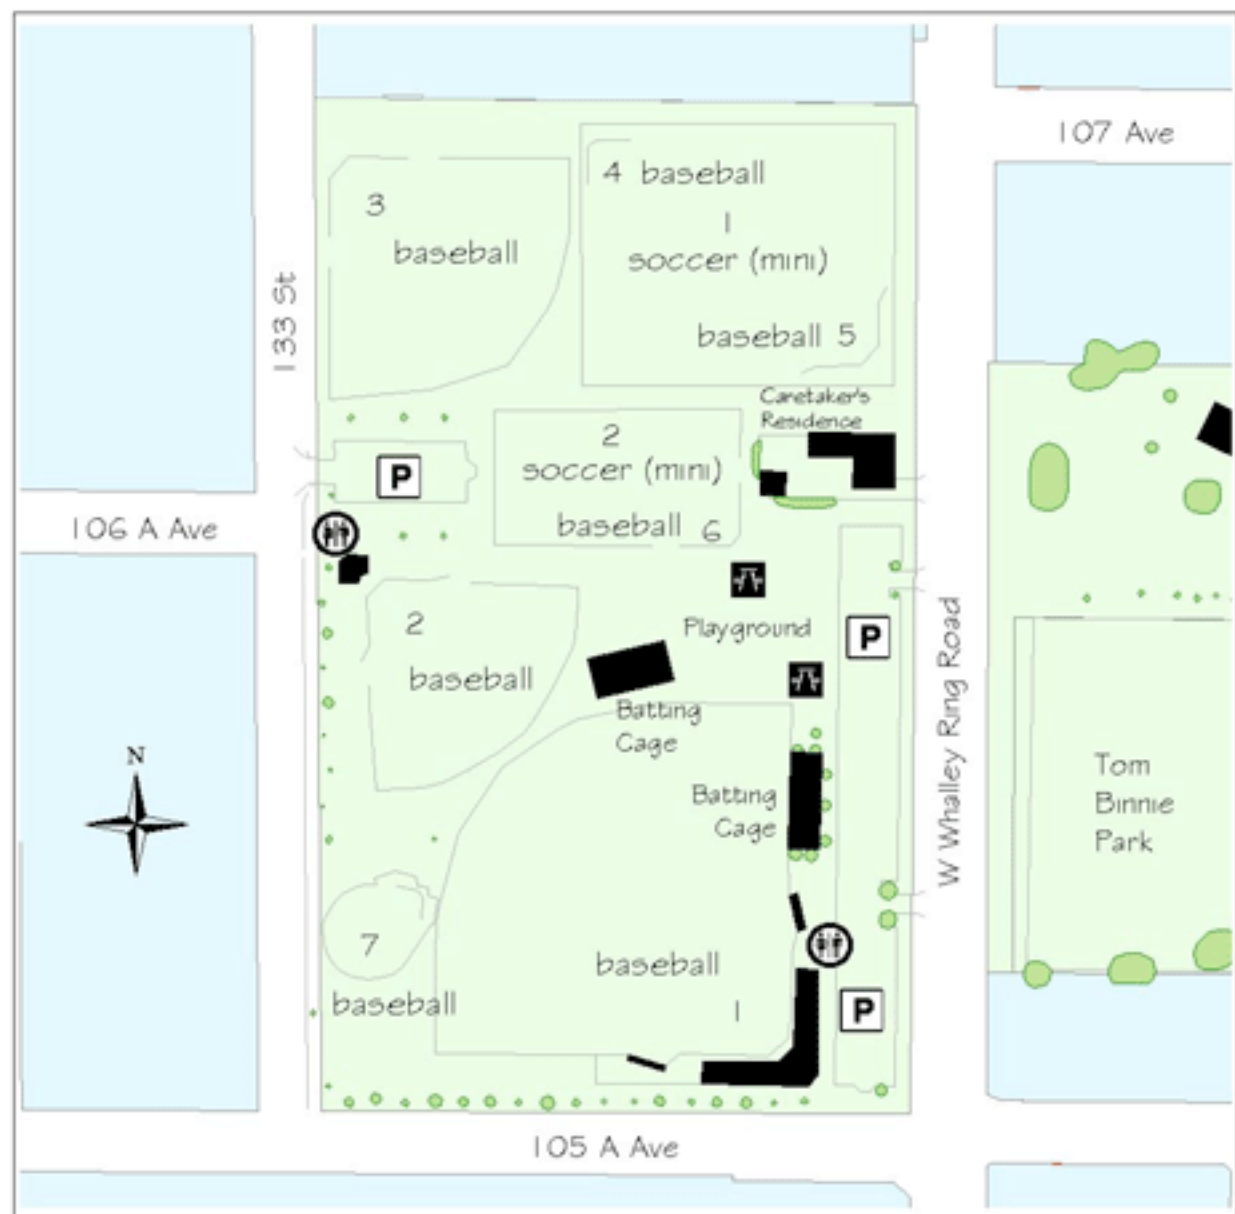 107 Ave
4 baseball
3
1
baseball
soccer (mini)
133 St
baseball 5
Caretaker's
Residence
2
soccer (mini)
P
106 A Ave
baseball 6
2
Playground
P
baseball
W Whalley Ring Road
Batting
Cage
N
Tom
Binnie
Park
Batting
Cage
7
baseball
baseball
1
P
105 A Ave